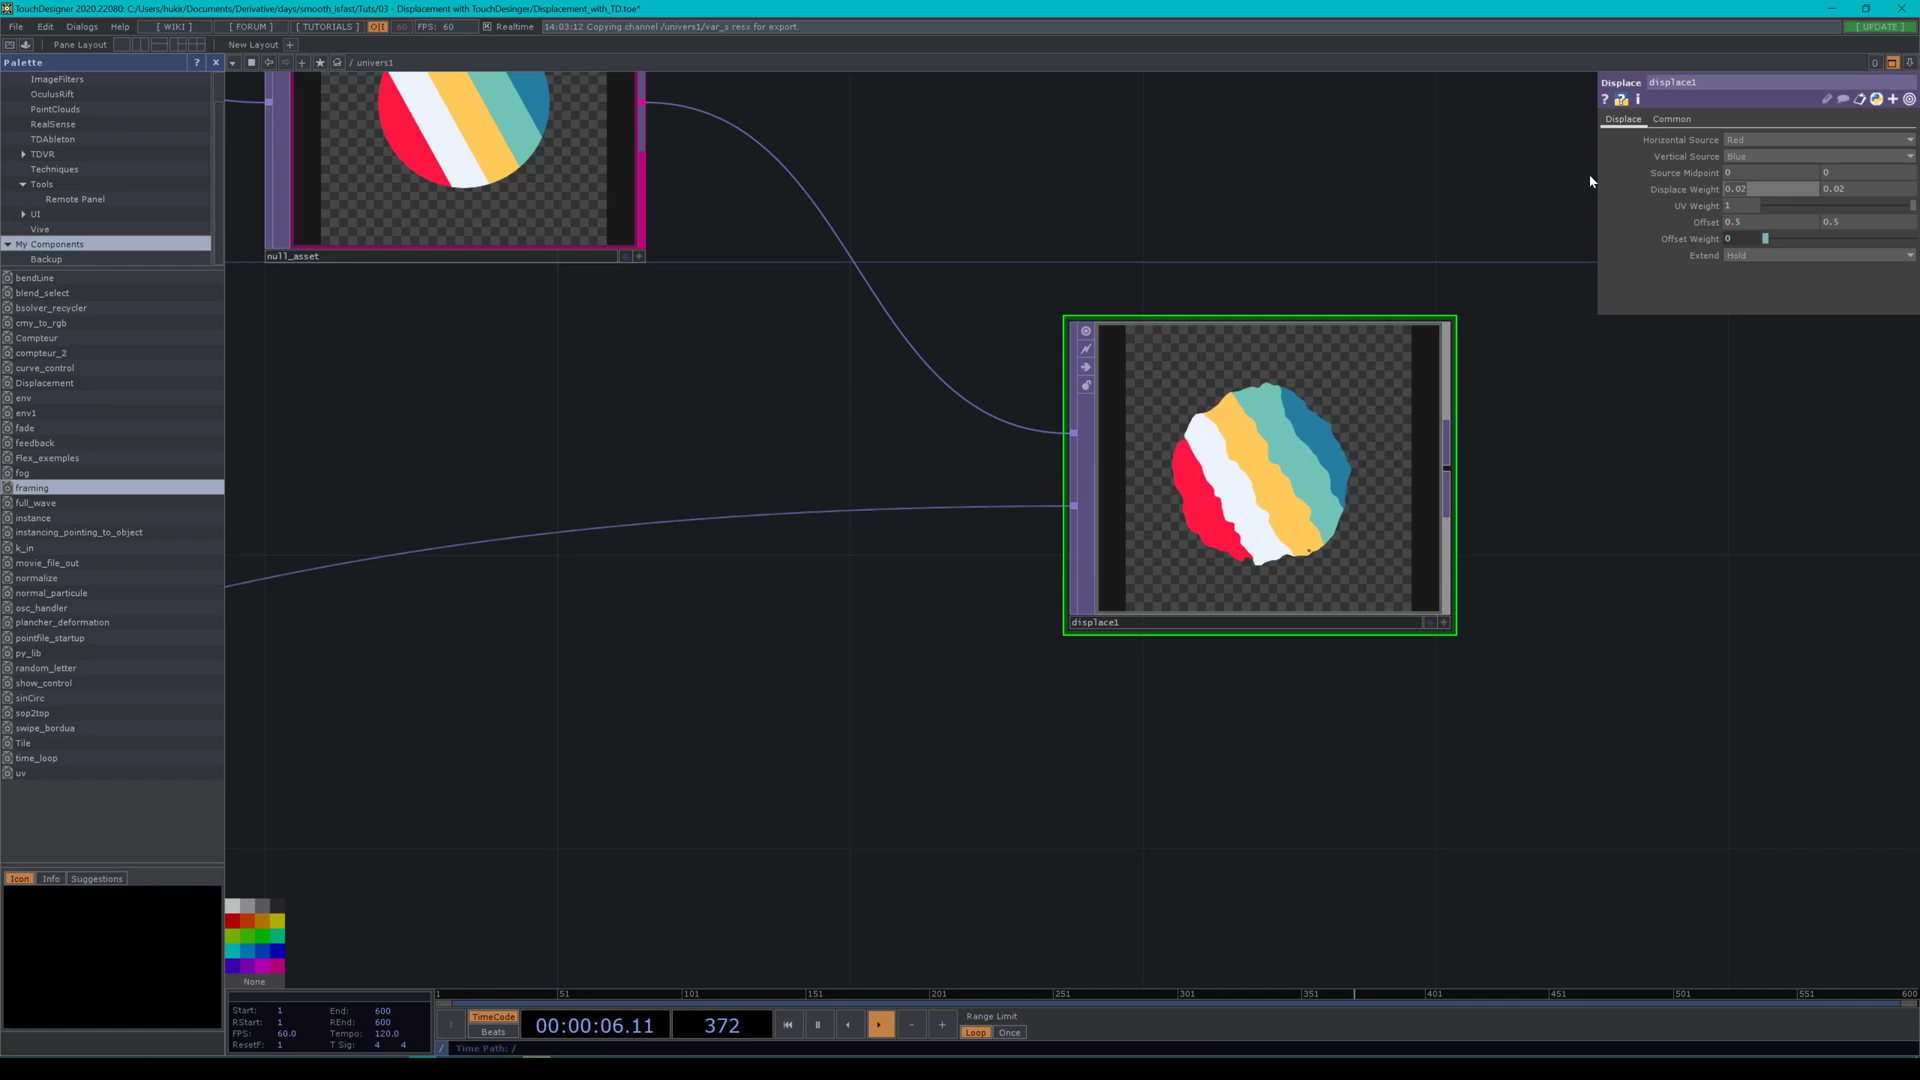 TouchDesigner 2020.22080: C:/Users/hukir/Documents/Derivative/days/smooth_isfast/Tuts/03 - Displacement with TouchDesinger/Displacement_with_TD.toe*
File Edit Dialogs Help [ WIKI ] [ FORUM ] [ TUTORIALS ] O|I 60 FPS: 60 Realtime 14:03:12 Copying channel /univers1/var_s resx for export. [ UPDATE ]
Pane Layout New Layout +
Palette ? x / univers1 0
ImageFilters
OculusRift
PointClouds
RealSense
TDAbleton
TDVR
Techniques
Tools
Remote Panel
UI
Vive
My Components
Backup
bendLine
blend_select
bsolver_recycler
cmy_to_rgb
Compteur
compteur_2
curve_control
Displacement
env
env1
fade
feedback
Flex_exemples
fog
framing
full_wave
instance
instancing_pointing_to_object
k_in
movie_file_out
normalize
normal_particule
osc_handler
plancher_deformation
pointfile_startup
py_lib
random_letter
show_control
sinCirc
sop2top
swipe_bordua
Tile
time_loop
uv
Icon Info Suggestions
null_asset
displace1
Displace displace1
? ? i
Displace Common
Horizontal Source Red
Vertical Source Blue
Source Midpoint 0 0
Displace Weight 0.02 0.02
UV Weight 1
Offset 0.5 0.5
Offset Weight 0
Extend Hold
None
1 51 101 151 201 251 301 351 401 451 501 551 600
Start: 1 End: 600
RStart: 1 REnd: 600
FPS: 60.0 Tempo: 120.0
ResetF: 1 T Sig: 4 4
TimeCode
Beats
00:00:06.11 372
- +
Range Limit
Loop Once
/ Time Path: /